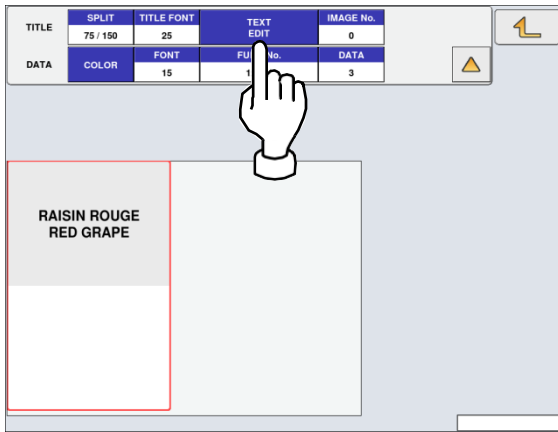 TITLE
SPLIT
75 / 150
TITLE FONT
25
TEXT
EDIT
IMAGE No.
0
DATA
COLOR
FONT
15
DATA
3
RAISIN ROUGE
RED GRAPE